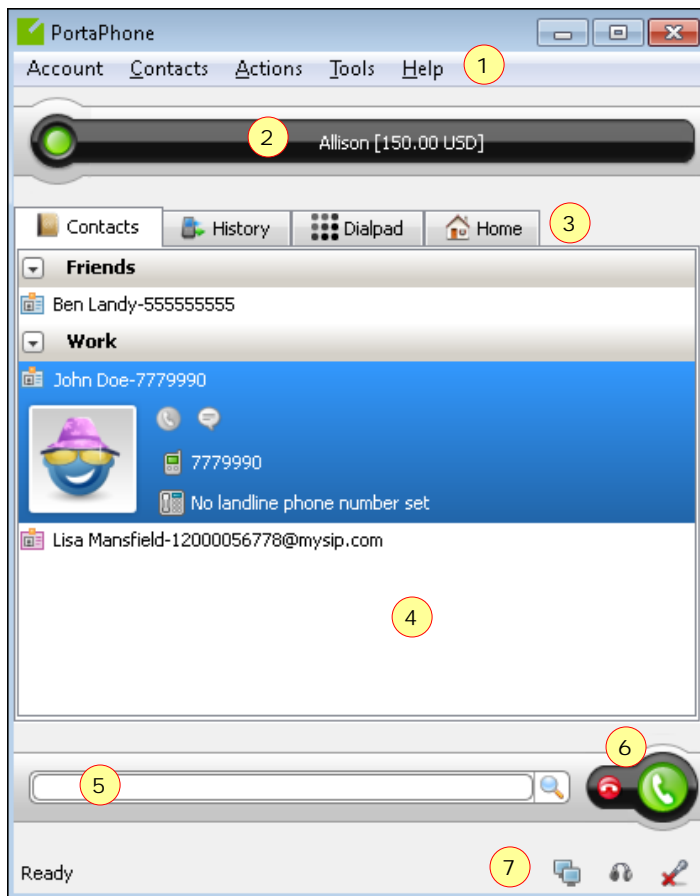 PortaPhone
Account Contacts Actions Tools Help 1
2 Allison [150.00 USD]
Contacts History Dialpad Home 3
Friends
Ben Landy-555555555
Work
John Doe-7779990
7779990
No landline phone number set
Lisa Mansfield-12000056778@mysip.com
4
6
5
Ready 7